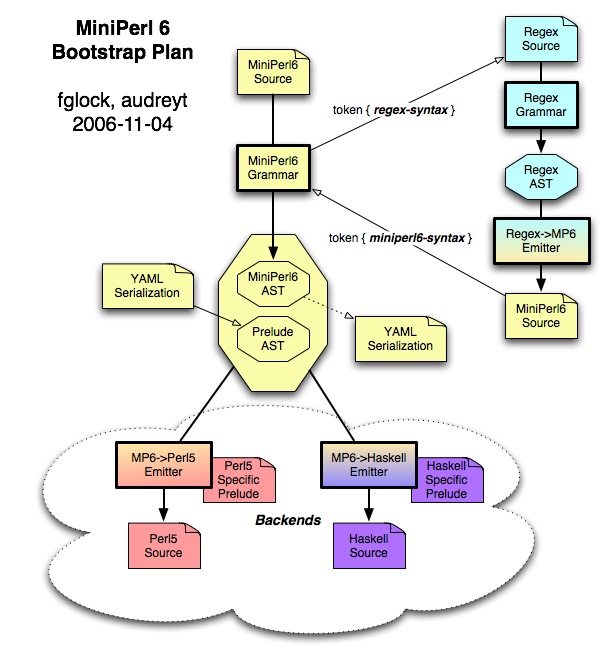 MiniPerl 6
Bootstrap Plan
fglock, audreyt
2006-11-04
MiniPerl6
Source
MiniPerl6
Grammar
token { regex-syntax }
Regex
Source
Regex
Grammar
Regex
AST
Regex->MP6
Emitter
MiniPerl6
Source
token { miniperl6-syntax }
MiniPerl6
AST
Prelude
AST
YAML
Serialization
YAML
Serialization
MP6->Perl5
Emitter
Perl5
Specific
Prelude
Perl5
Source
MP6->Haskell
Emitter
Haskell
Specific
Prelude
Haskell
Source
Backends